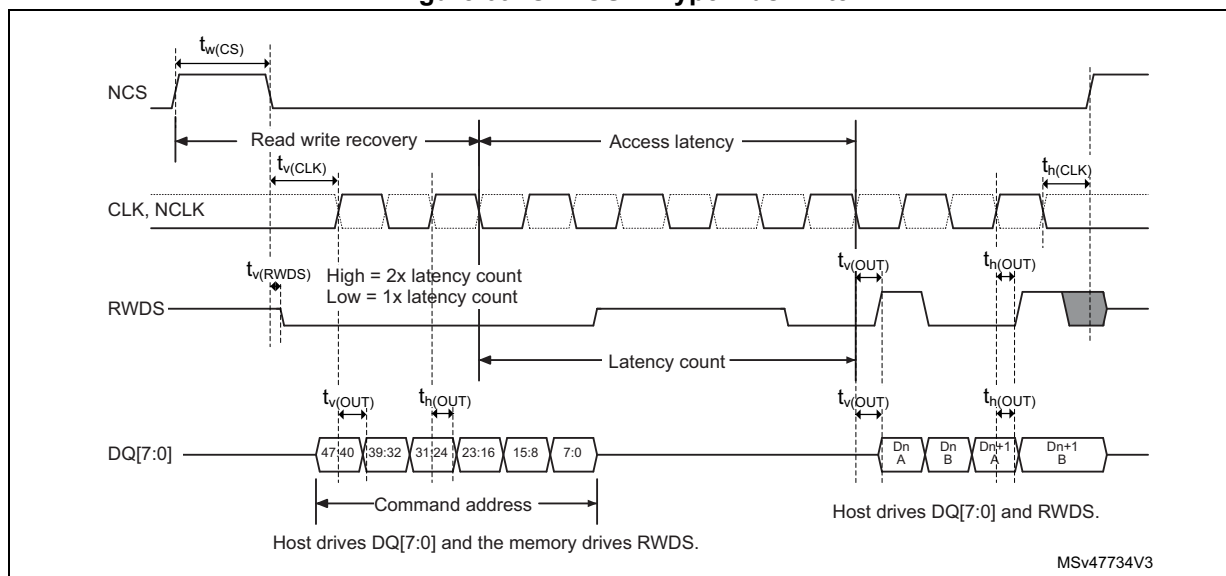 t_w(CS)
NCS
Read write recovery
Access latency
t_v(CLK)
t_h(CLK)
CLK, NCLK
t_v(RWDS)
High = 2x latency count
Low = 1x latency count
t_v(OUT)
t_h(OUT)
RWDS
Latency count
t_v(OUT)
t_h(OUT)
t_v(OUT)
t_h(OUT)
DQ[7:0]
47:40
39:32
31:24
23:16
15:8
7:0
Dn
A
Dn
B
Dn+1
A
Dn+1
B
Command address
Host drives DQ[7:0] and RWDS.
Host drives DQ[7:0] and the memory drives RWDS.
MSv47734V3